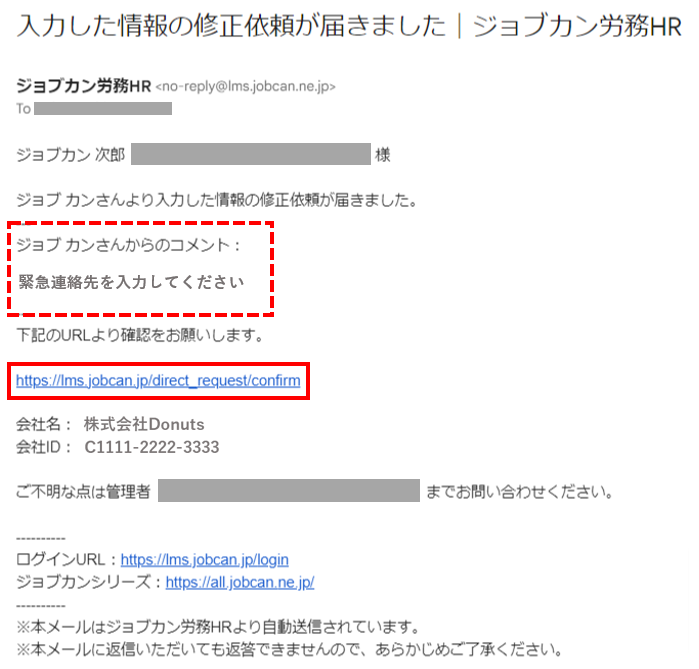 入力した情報の修正依頼が届きました｜ジョブカン労務HR
ジョブカン労務HR <no-reply@lms.jobcan.ne.jp>
To
ジョブカン 次郎 様
ジョブ カンさんより入力した情報の修正依頼が届きました。
ジョブ カンさんからのコメント：
緊急連絡先を入力してください
下記のURLより確認をお願いします。
https://lms.jobcan.jp/direct_request/confirm
会社名： 株式会社Donuts
会社ID： C1111-2222-3333
ご不明な点は管理者 までお問い合わせください。
----------
ログインURL：https://lms.jobcan.jp/login
ジョブカンシリーズ：https://all.jobcan.ne.jp/
----------
※本メールはジョブカン労務HRより自動送信されています。
※本メールに返信いただいても返答できませんので、あらかじめご了承ください。